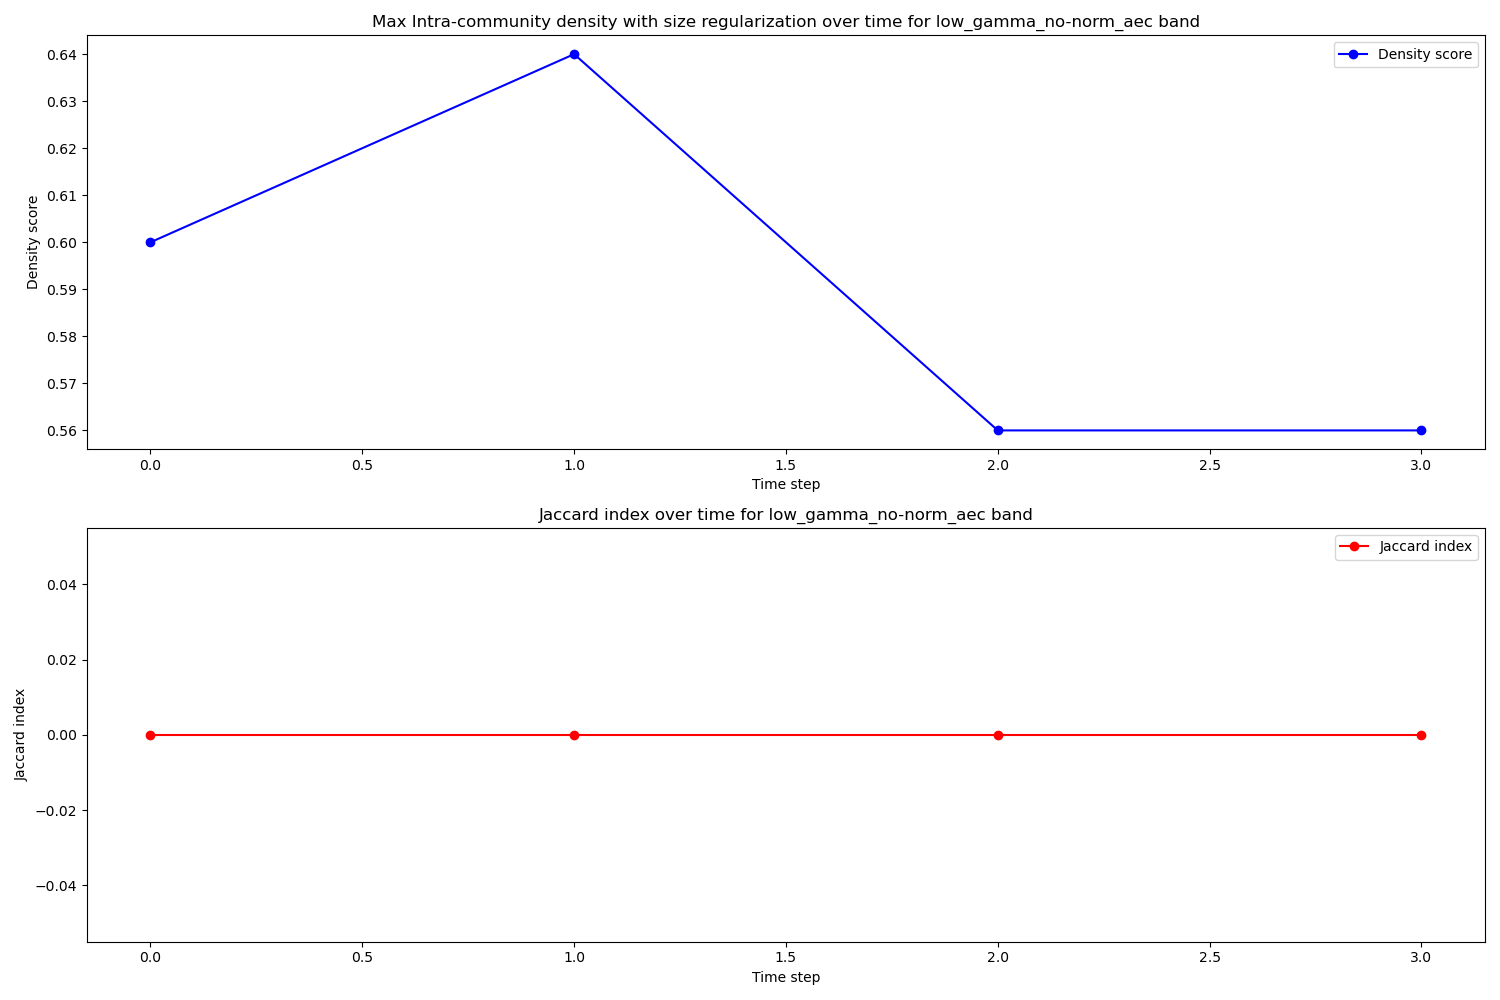 Max Intra-community density with size regularization over time for low_gamma_no-norm_aec band
Density score
0.64
0.63
0.62
0.61
0.60
0.59
0.58
0.57
0.56
Density score
0.0 0.5 1.0 1.5 2.0 2.5 3.0
Time step
Jaccard index over time for low_gamma_no-norm_aec band
Jaccard index
0.04
0.02
0.00
−0.02
−0.04
Jaccard index
0.0 0.5 1.0 1.5 2.0 2.5 3.0
Time step